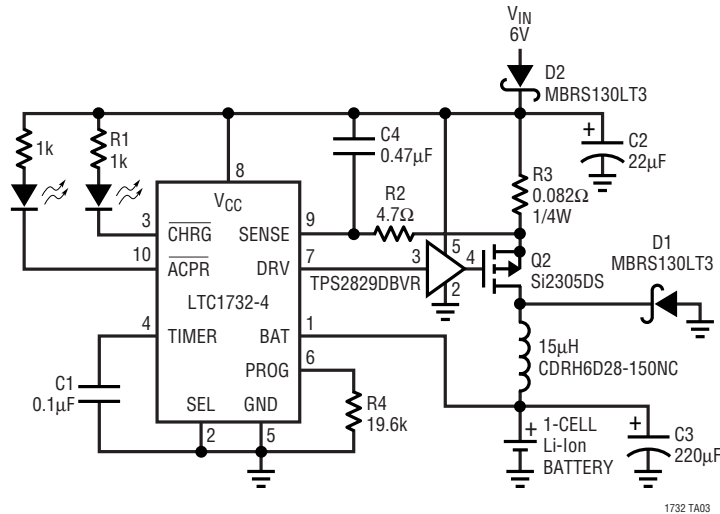 VIN
6V
D2
MBRS130LT3
1k
R1
1k
C4
0.47μF
+
C2
22μF
8
VCC
R3
0.082Ω
1/4W
R2
4.7Ω
3
CHRG
SENSE
9
D1
MBRS130LT3
10
ACPR
DRV
7
3
5
4
2
Q2
Si2305DS
TPS2829DBVR
LTC1732-4
4
TIMER
BAT
1
15μH
CDRH6D28-150NC
PROG
6
C1
0.1μF
R4
19.6k
SEL
GND
2
5
+
1-CELL
Li-Ion
BATTERY
+
C3
220μF
1732 TA03